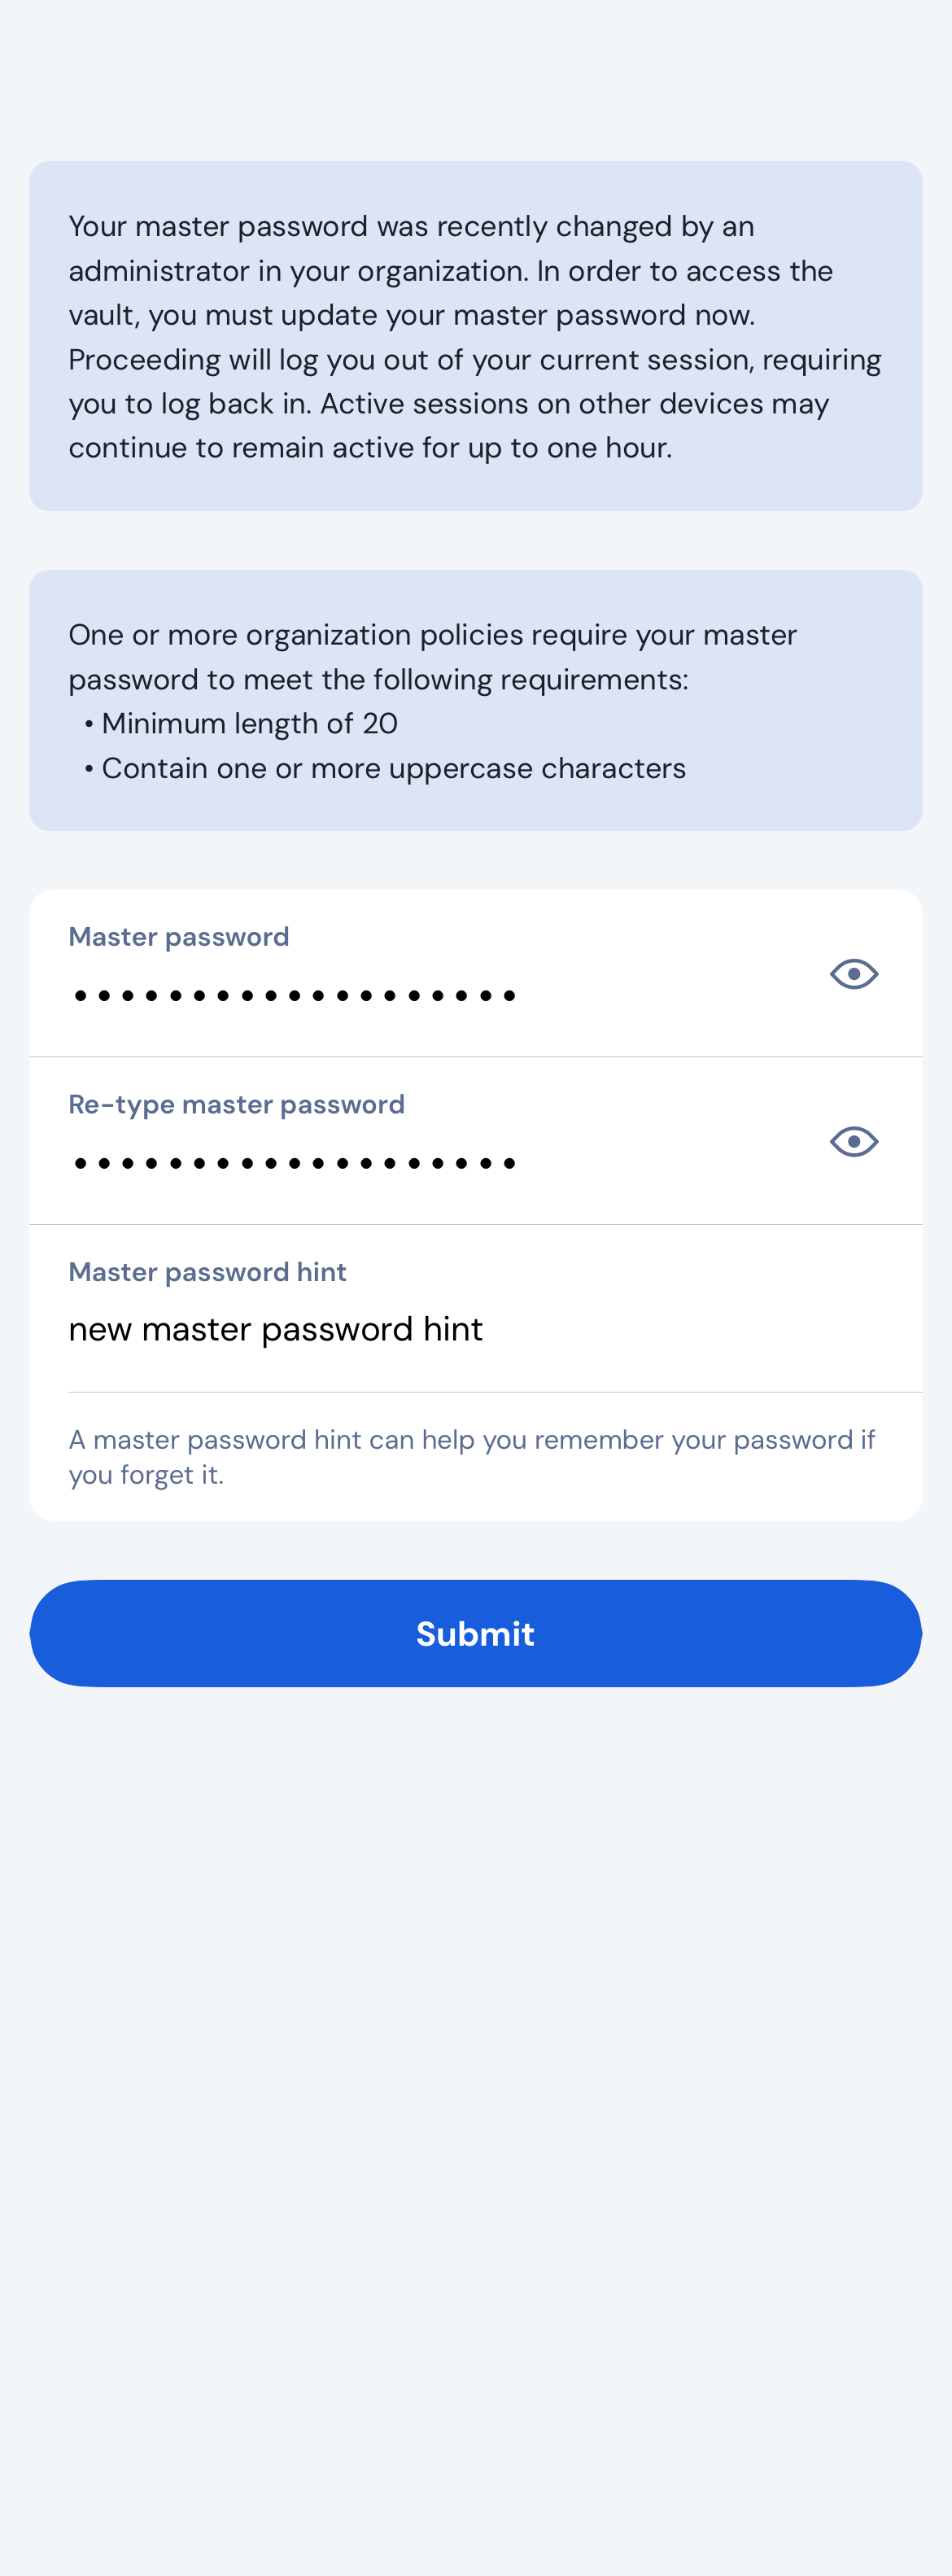 Your master password was recently changed by an
administrator in your organization. In order to access the
vault, you must update your master password now.
Proceeding will log you out of your current session, requiring
you to log back in. Active sessions on other devices may
continue to remain active for up to one hour.
One or more organization policies require your master
password to meet the following requirements:
• Minimum length of 20
• Contain one or more uppercase characters
Master password
•••••••••••••••••••
Re-type master password
•••••••••••••••••••
Master password hint
new master password hint
A master password hint can help you remember your password if
you forget it.
Submit